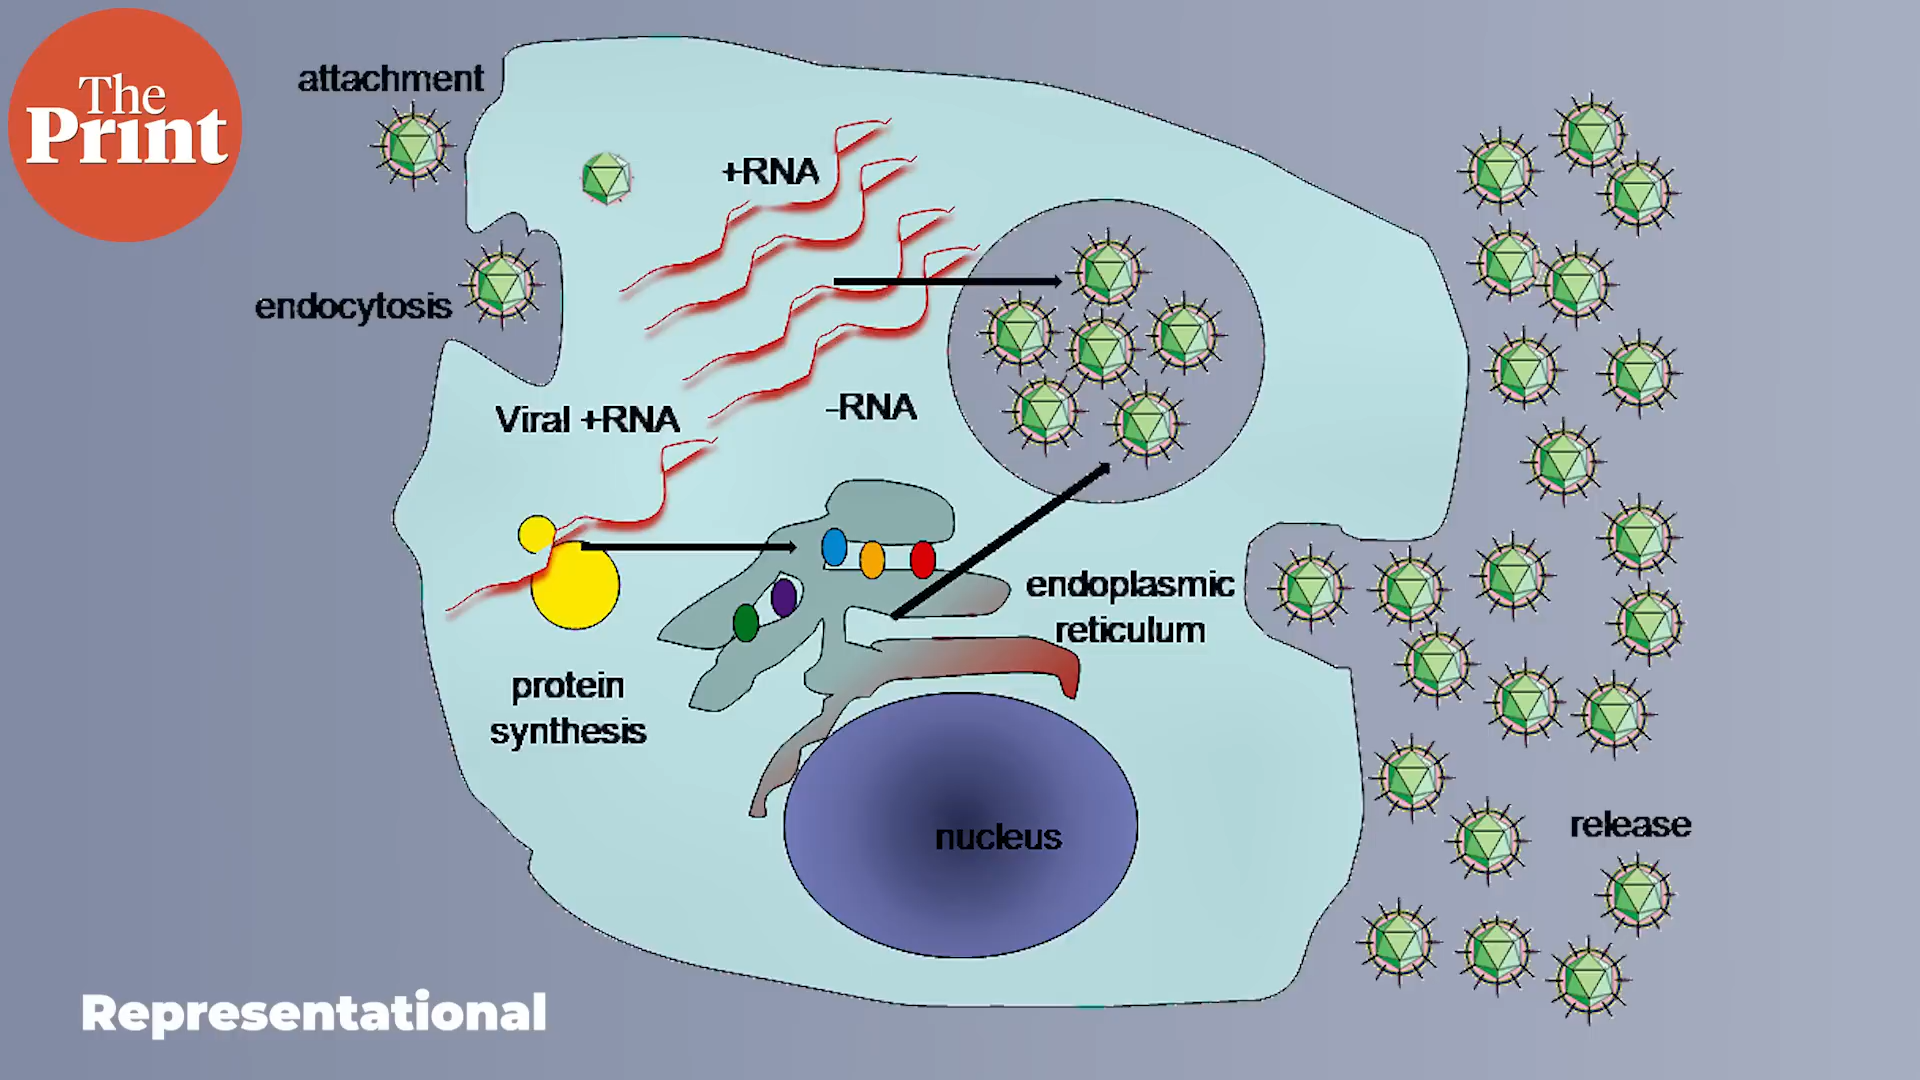 The
Print
attachment
+RNA
endocytosis
Viral +RNA
-RNA
endoplasmic
reticulum
protein
synthesis
nucleus
release
Representational